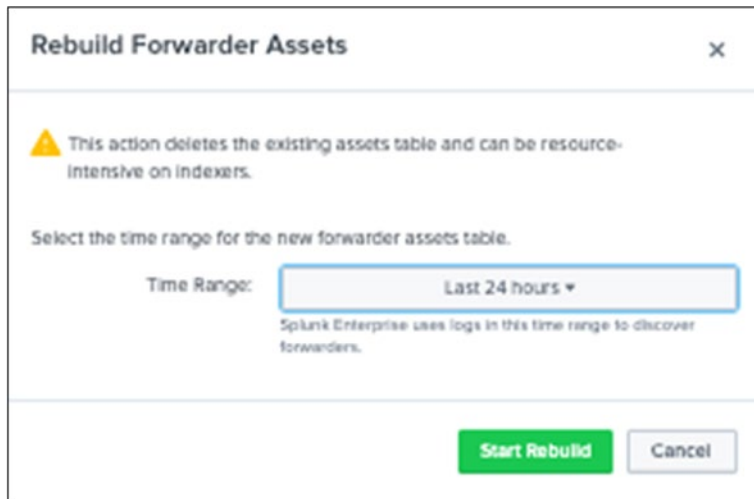 Rebuild Forwarder Assets
This action deletes the existing assets table and can be resource-
intensive on indexers.
Select the time range for the new forwarder assets table.
Time Range:
Last 24 hours
Splunk Enterprise uses logs in this time range to discover
forwarders.
Start Rebuild
Cancel